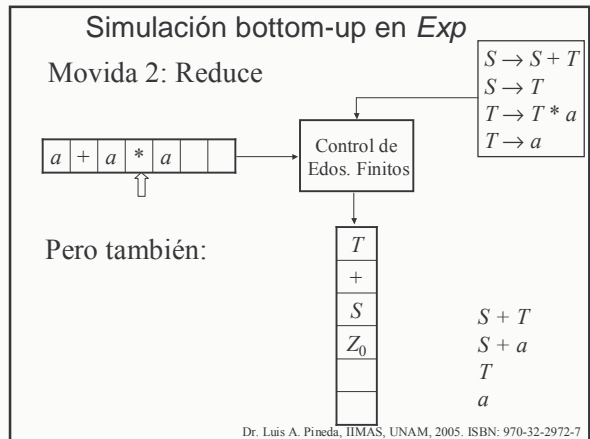 Simulación bottom-up en Exp
Movida 2: Reduce
S → S + T
S → T
T → T * a
T → a
a + a * a
Control de
Edos. Finitos
Pero también:
T
+
S
Z₀
S + T
S + a
T
a
Dr. Luis A. Pineda, IIMAS, UNAM, 2005. ISBN: 970-32-2972-7